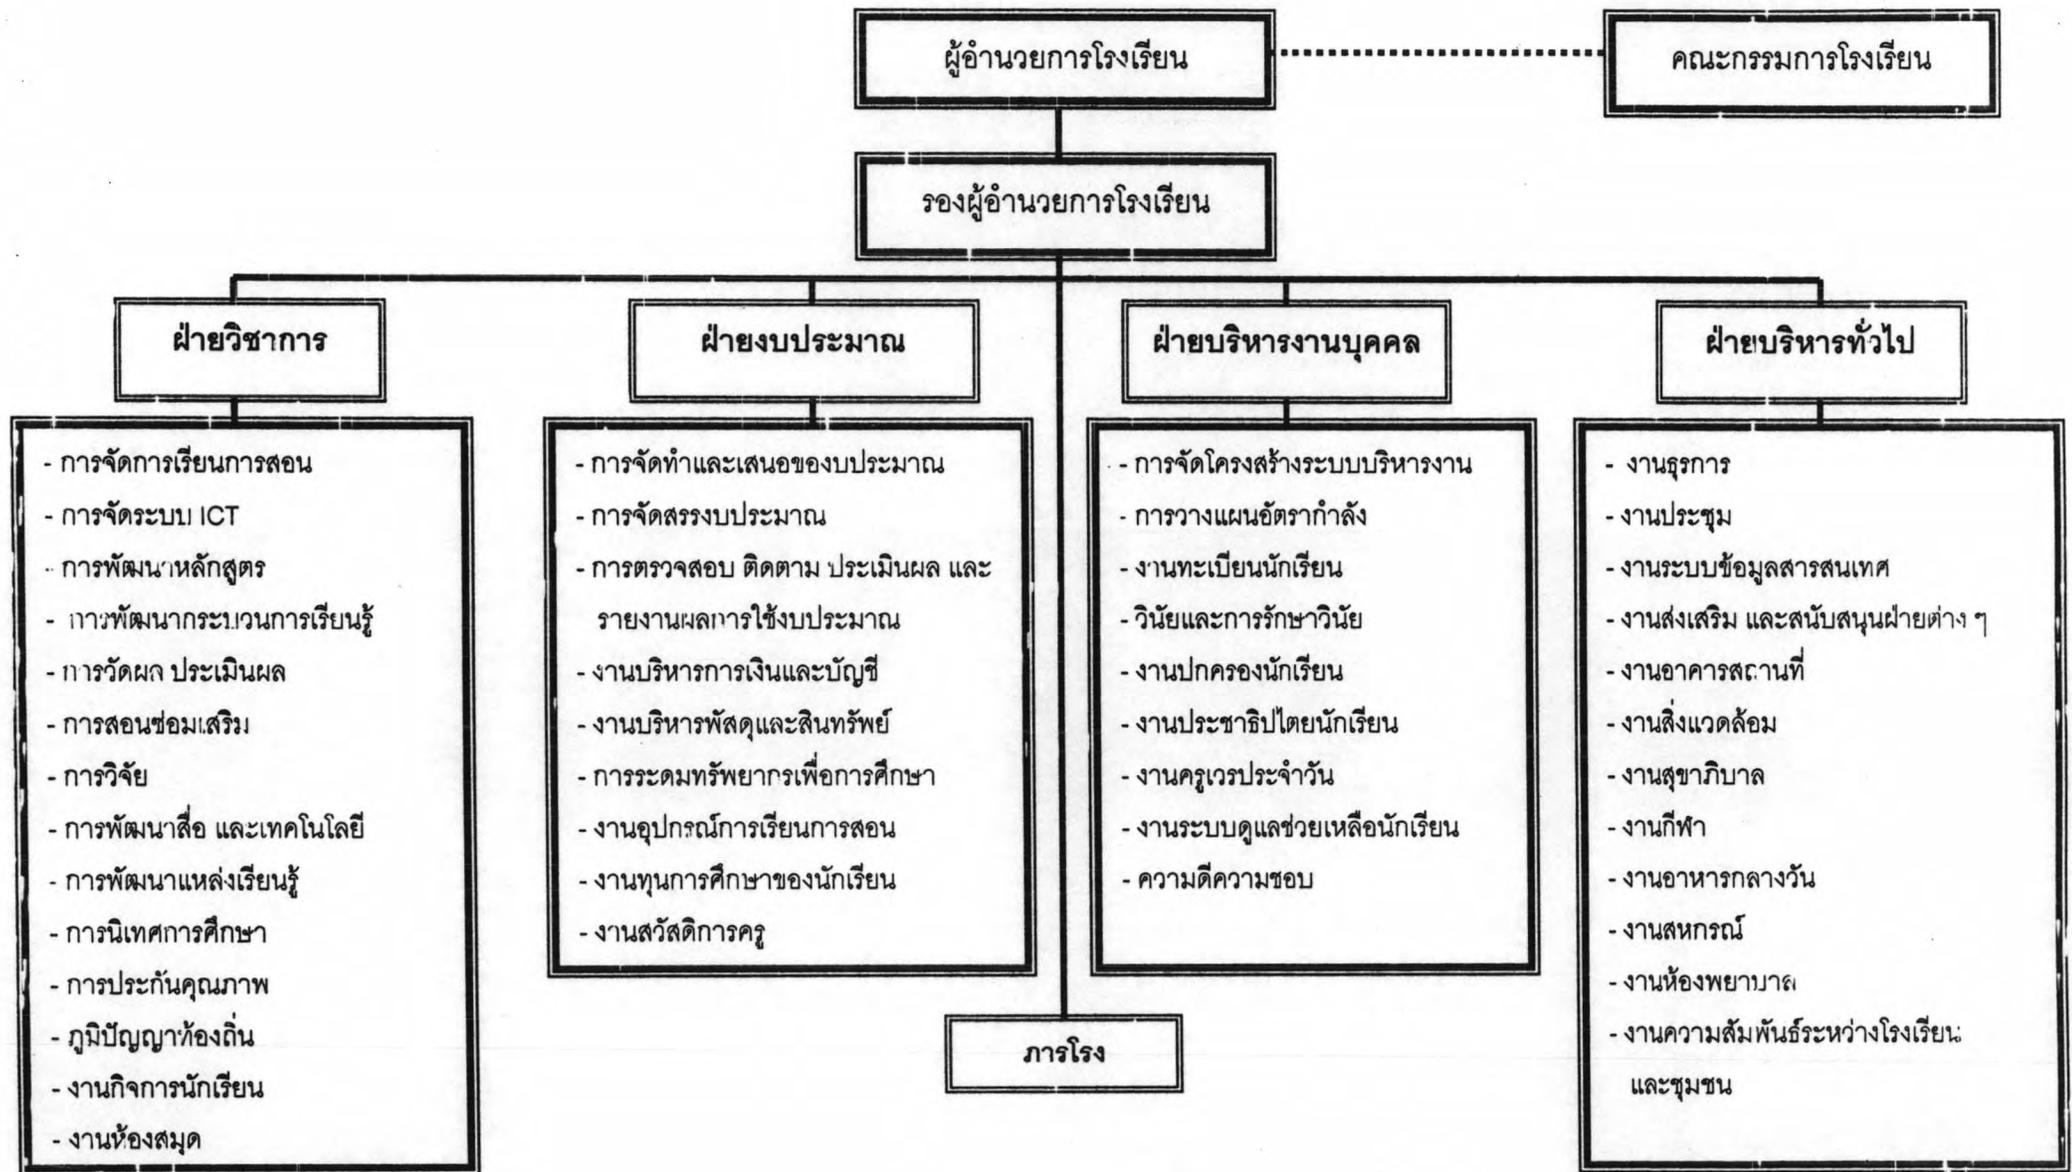 ผู้อำนวยการโรงเรียน
คณะกรรมการโรงเรียน
รองผู้อำนวยการโรงเรียน
ฝ่ายวิชาการ
- การจัดการเรียนการสอน
- การจัดระบบ ICT
- การพัฒนาหลักสูตร
- การพัฒนากระบวนการเรียนรู้
- การวัดผล ประเมินผล
- การสอนซ่อมเสริม
- การวิจัย
- การพัฒนาสื่อ และเทคโนโลยี
- การพัฒนาแหล่งเรียนรู้
- การนิเทศการศึกษา
- การประกันคุณภาพ
- ภูมิปัญญาท้องถิ่น
- งานกิจการนักเรียน
- งานห้องสมุด
ฝ่ายงบประมาณ
- การจัดทำและเสนอของบประมาณ
- การจัดสรรงบประมาณ
- การตรวจสอบ ติดตาม ประเมินผล และ
รายงานผลการใช้งบประมาณ
- งานบริหารการเงินและบัญชี
- งานบริหารพัสดุและสินทรัพย์
- การระดมทรัพยากรเพื่อการศึกษา
- งานอุปกรณ์การเรียนการสอน
- งานทุนการศึกษาของนักเรียน
- งานสวัสดิการครู
ฝ่ายบริหารงานบุคคล
- การจัดโครงสร้างระบบบริหารงาน
- การวางแผนอัตรากำลัง
- งานทะเบียนนักเรียน
- วินัยและการรักษาวินัย
- งานปกครองนักเรียน
- งานประชาธิปไตยนักเรียน
- งานครูเวรประจำวัน
- งานระบบดูแลช่วยเหลือนักเรียน
- ความดีความชอบ
ฝ่ายบริหารทั่วไป
- งานธุรการ
- งานประชุม
- งานระบบข้อมูลสารสนเทศ
- งานส่งเสริม และสนับสนุนฝ่ายต่าง ๆ
- งานอาคารสถานที่
- งานสิ่งแวดล้อม
- งานสุขาภิบาล
- งานกีฬา
- งานอาหารกลางวัน
- งานสหกรณ์
- งานห้องพยาบาล
- งานความสัมพันธ์ระหว่างโรงเรียน
และชุมชน
ภารโรง